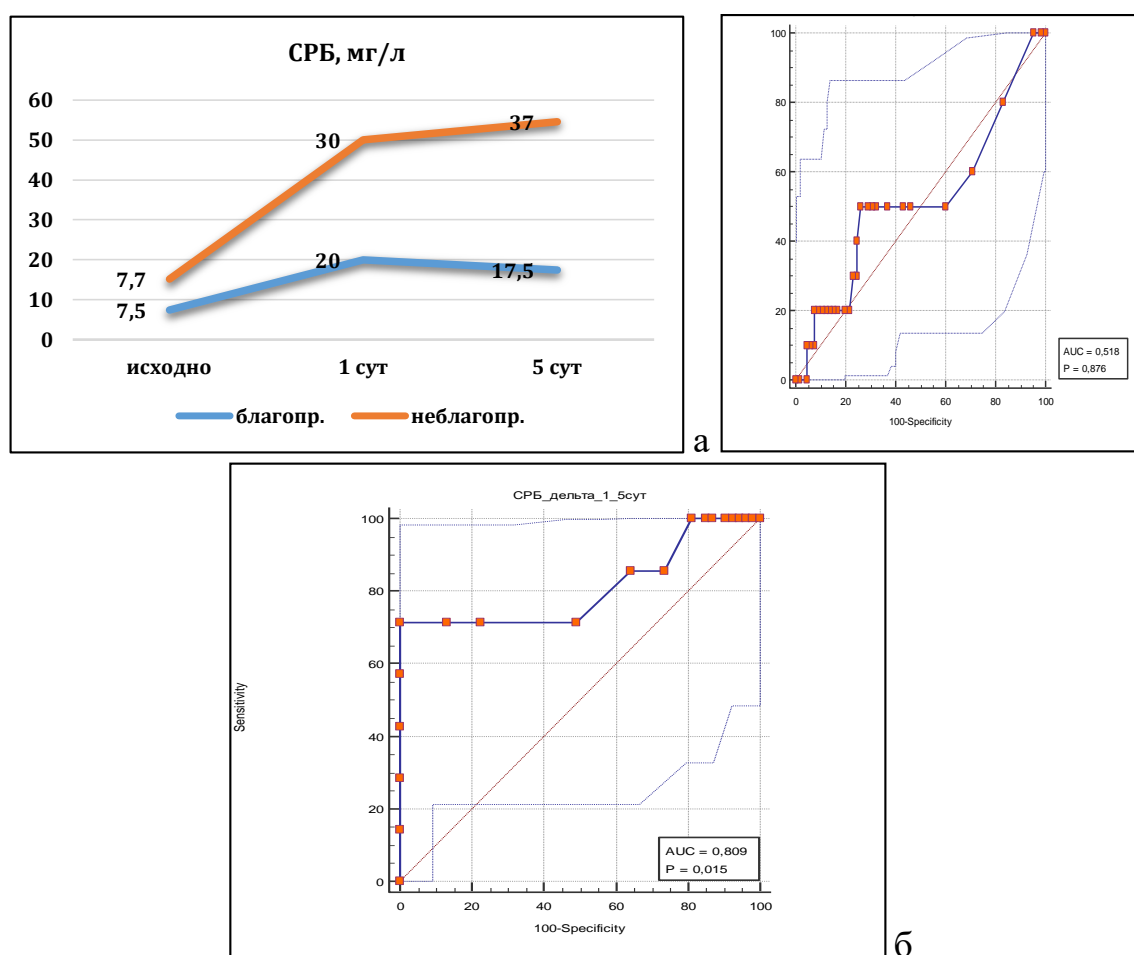 СРБ, мг/л
60
50
40
30
20
10
0
7,7
7,5
30
20
37
17,5
исходно 1 сут 5 сут
благопр. неблагопр.
а
100
80
60
40
20
0
0 20 40 60 80 100
100-Specificity
AUC = 0,518
P = 0,876
СРБ_дельта_1_5сут
Sensitivity
100
80
60
40
20
0
0 20 40 60 80 100
100-Specificity
AUC = 0,809
P = 0,015
б